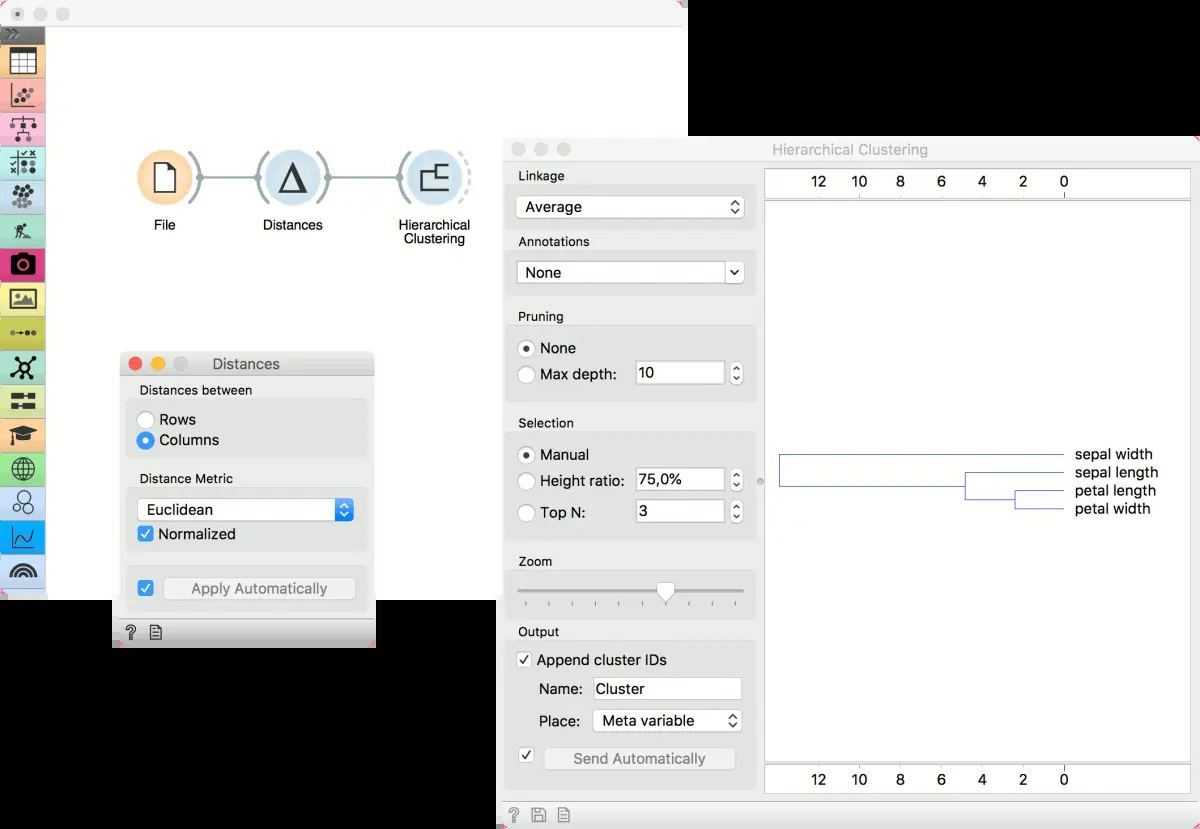 File
Distances
Hierarchical
Clustering
Distances
Distances between
Rows
Columns
Distance Metric
Euclidean
Normalized
Apply Automatically
?
Hierarchical Clustering
Linkage
Average
Annotations
None
Pruning
None
Max depth: 10
Selection
Manual
Height ratio: 75,0%
Top N: 3
Zoom
Output
Append cluster IDs
Name: Cluster
Place: Meta variable
Send Automatically
?
12 10 8 6 4 2 0
sepal width
sepal length
petal length
petal width
12 10 8 6 4 2 0